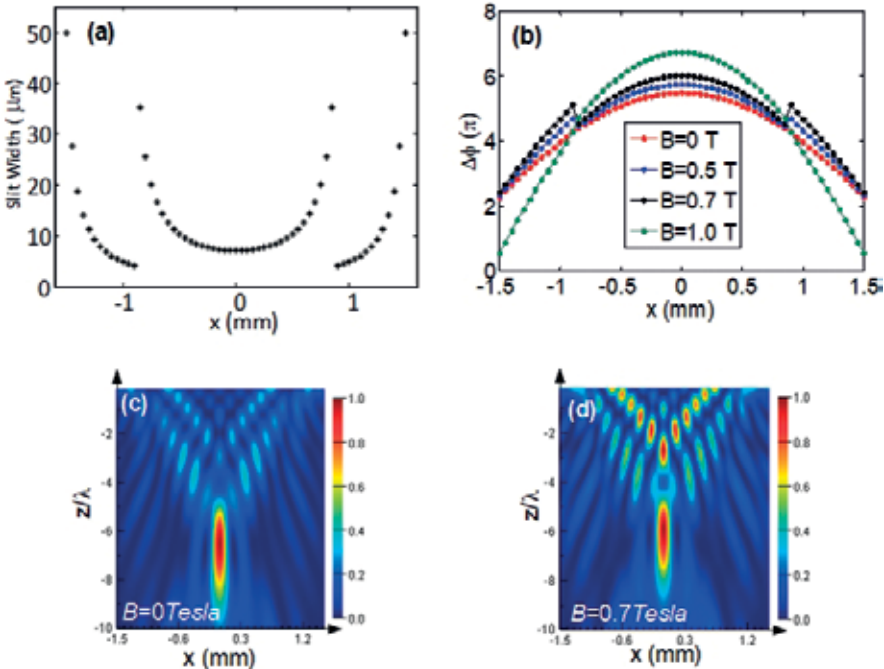 (a)
50
40
30
20
10
0
Slit Width ( μm)
-1
0
1
x (mm)
(b)
8
6
4
2
0
Δϕ (π)
B=0 T
B=0.5 T
B=0.7 T
B=1.0 T
-1.5
-1
-0.5
0
0.5
1
1.5
x (mm)
(c)
-2
-4
-6
-8
-10
z/λ
B=0Tesla
-1.5
-0.6
0.3
1.2
x (mm)
1.0
0.8
0.6
0.4
0.2
0.0
(d)
-2
-4
-6
-8
-10
z/λ
B=0.7Tesla
-1.5
-0.6
0.3
1.2
x (mm)
1.0
0.8
0.6
0.4
0.2
0.0